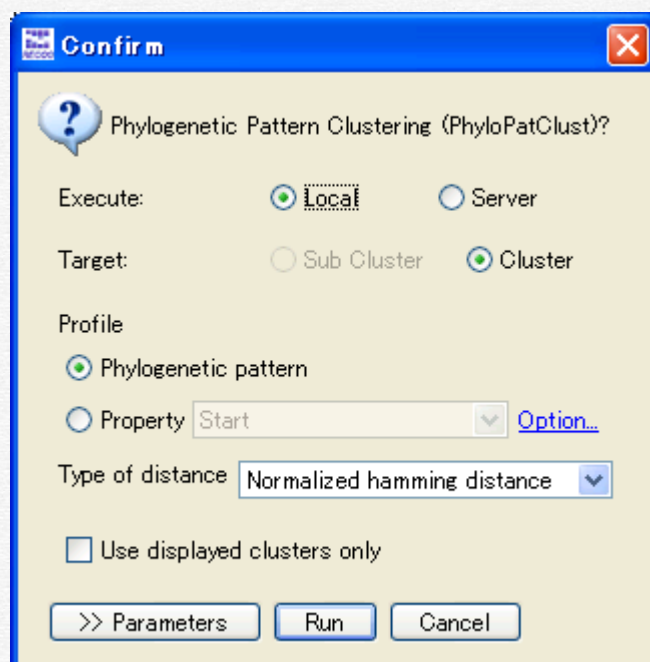 Confirm
Phylogenetic Pattern Clustering (PhyloPatClust)?
Execute: Local Server
Target: Sub Cluster Cluster
Profile
Phylogenetic pattern
Property Start Option...
Type of distance Normalized hamming distance
Use displayed clusters only
>> Parameters Run Cancel